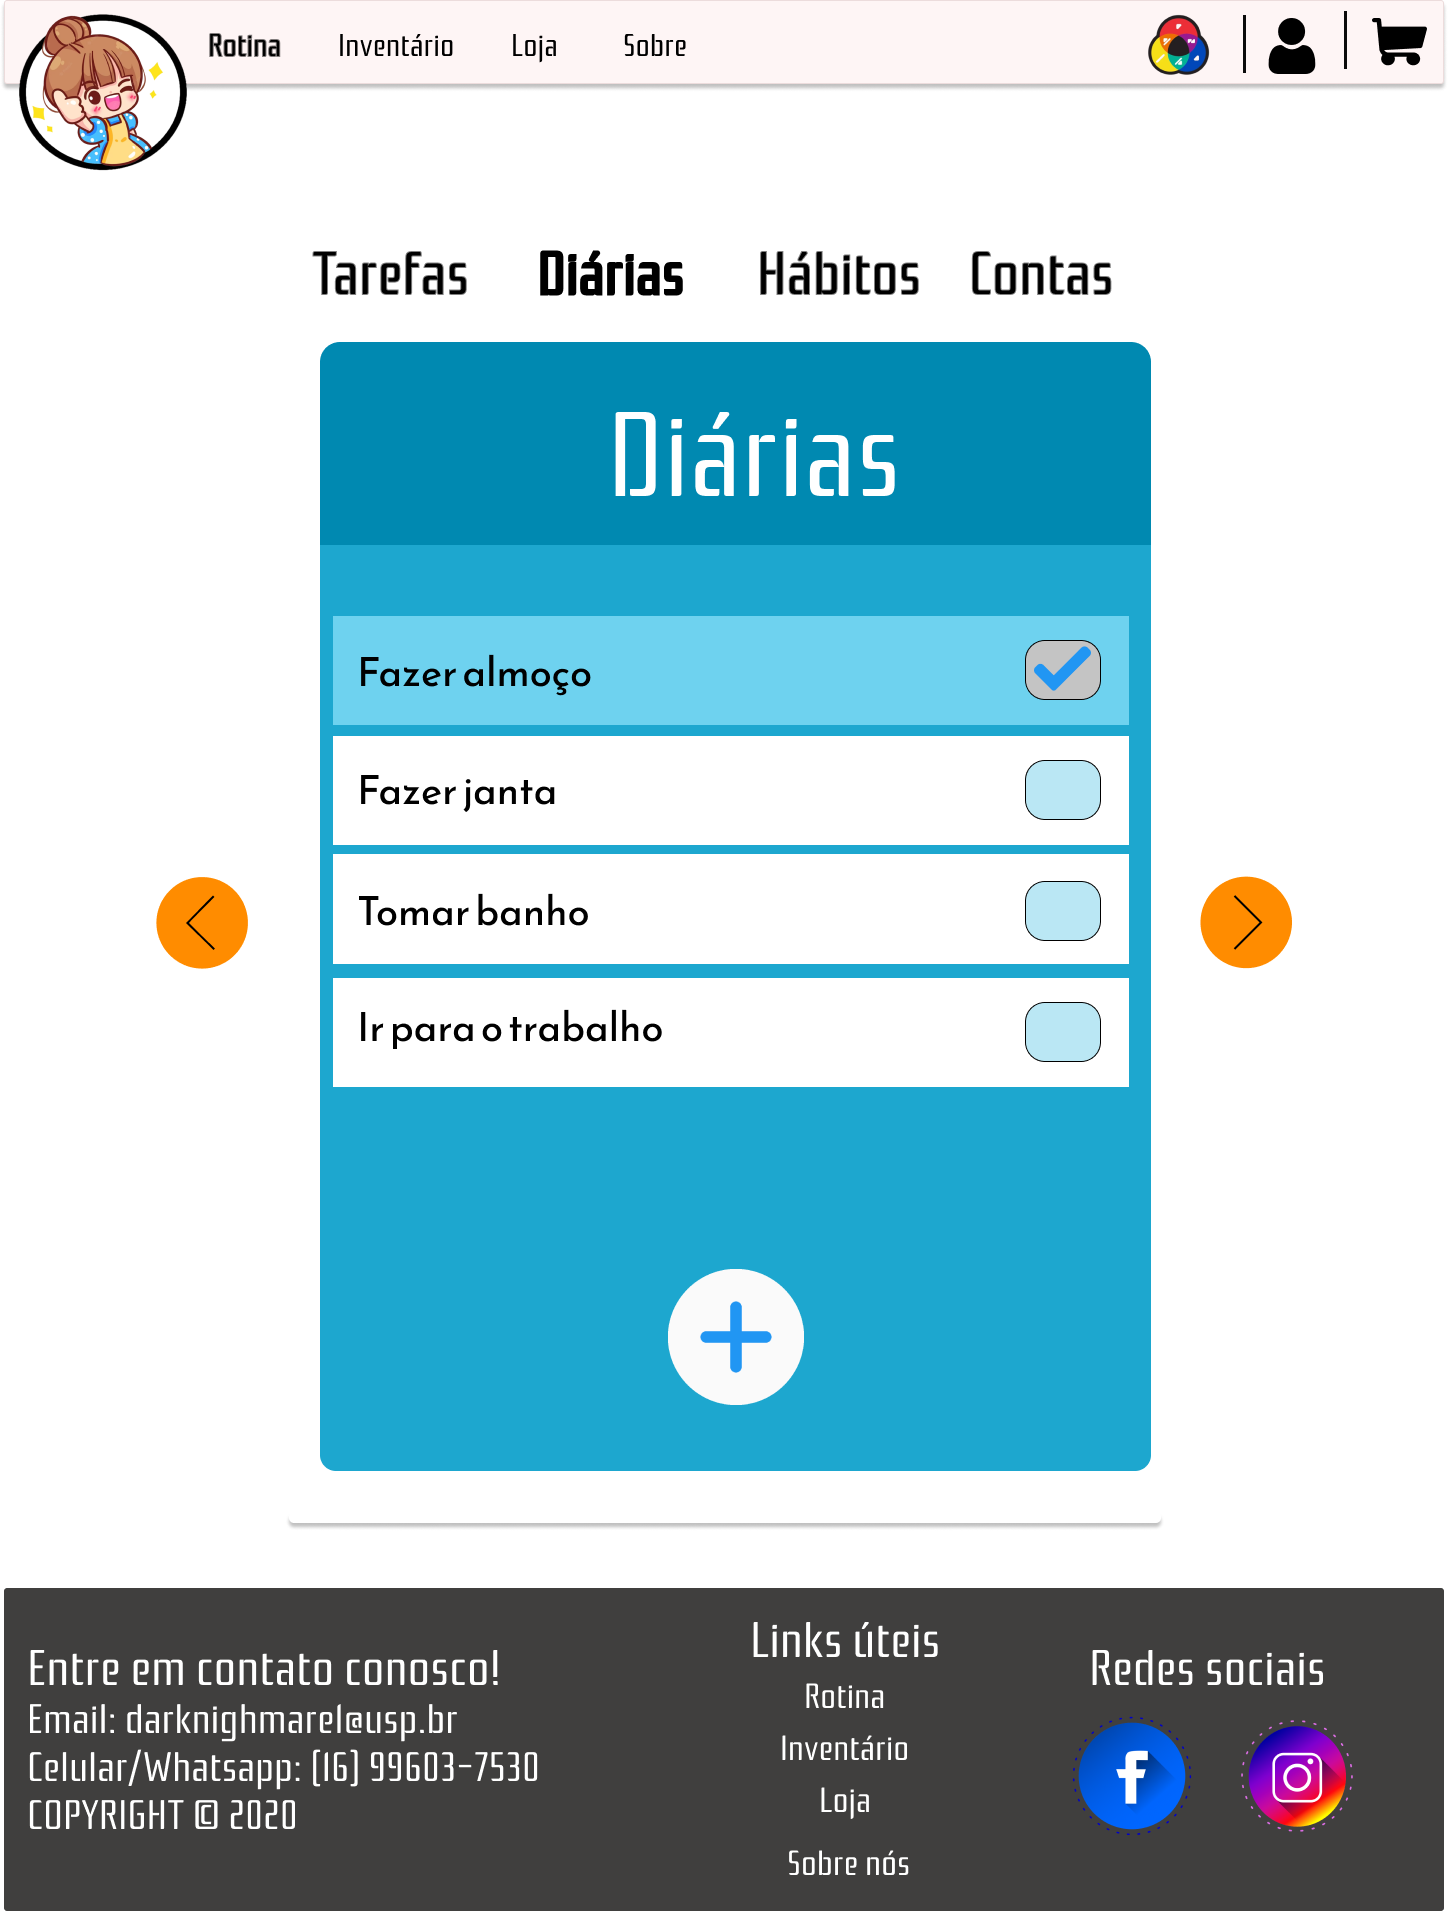 Rotina Inventário Loja Sobre
Tarefas Diárias Hábitos Contas
Diárias
Fazer almoço
Fazer janta
Tomar banho
Ir para o trabalho
Entre em contato conosco!
Email: darknighmare1@usp.br
Celular/Whatsapp: (16) 99603-7530
COPYRIGHT © 2020
Links úteis
Rotina
Inventário
Loja
Sobre nós
Redes sociais